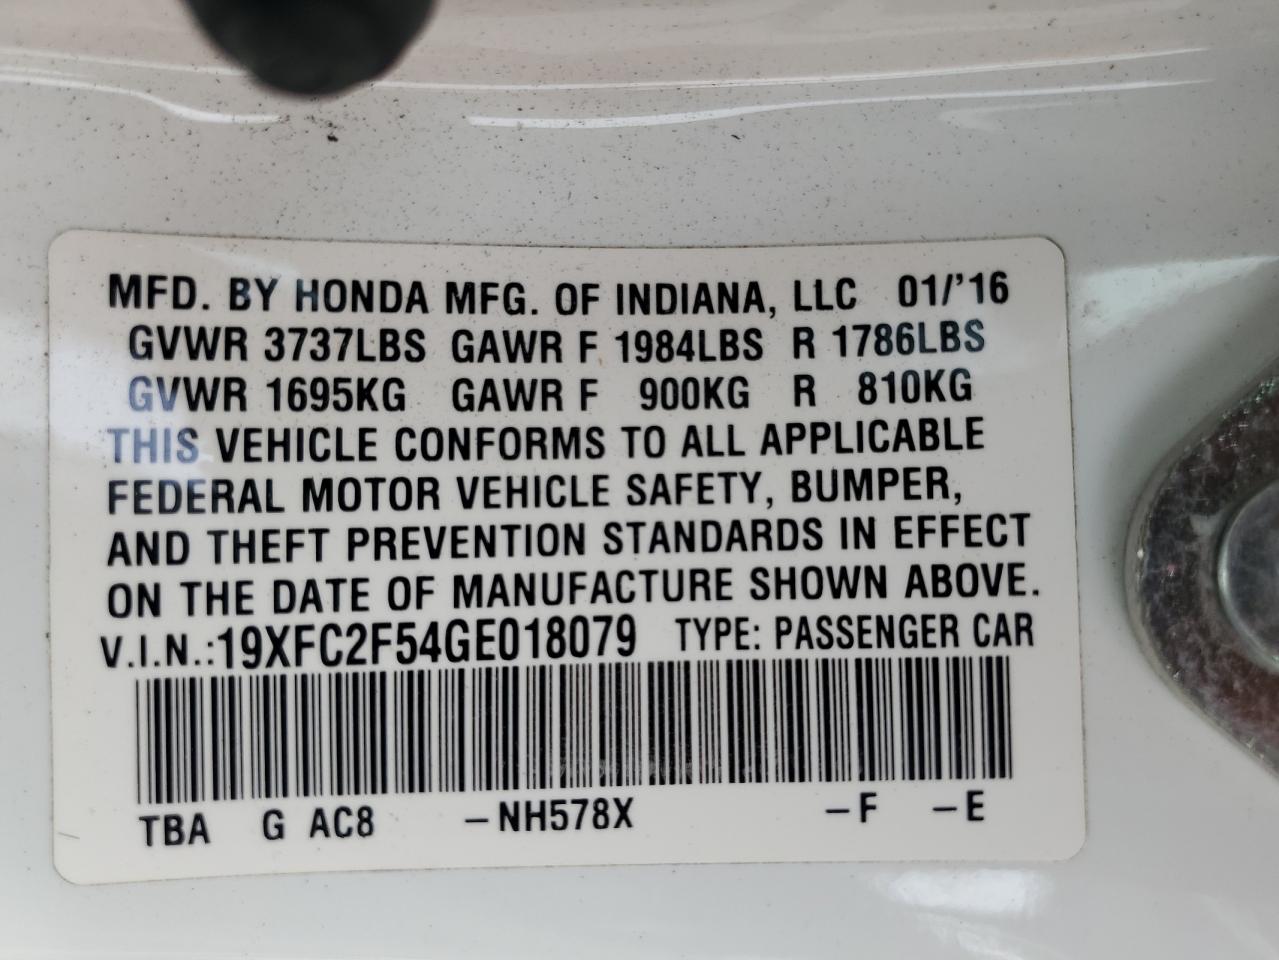 MFD. BY HONDA MFG. OF INDIANA, LLC 01/'16
GVWR 3737LBS GAWR F 1984LBS R 1786LBS
GVWR 1695KG GAWR F 900KG R 810KG
THIS VEHICLE CONFORMS TO ALL APPLICABLE
FEDERAL MOTOR VEHICLE SAFETY, BUMPER,
AND THEFT PREVENTION STANDARDS IN EFFECT
ON THE DATE OF MANUFACTURE SHOWN ABOVE.
V.I.N.:19XFC2F54GE018079 TYPE: PASSENGER CAR
TBA G AC8 -NH578X -F -E